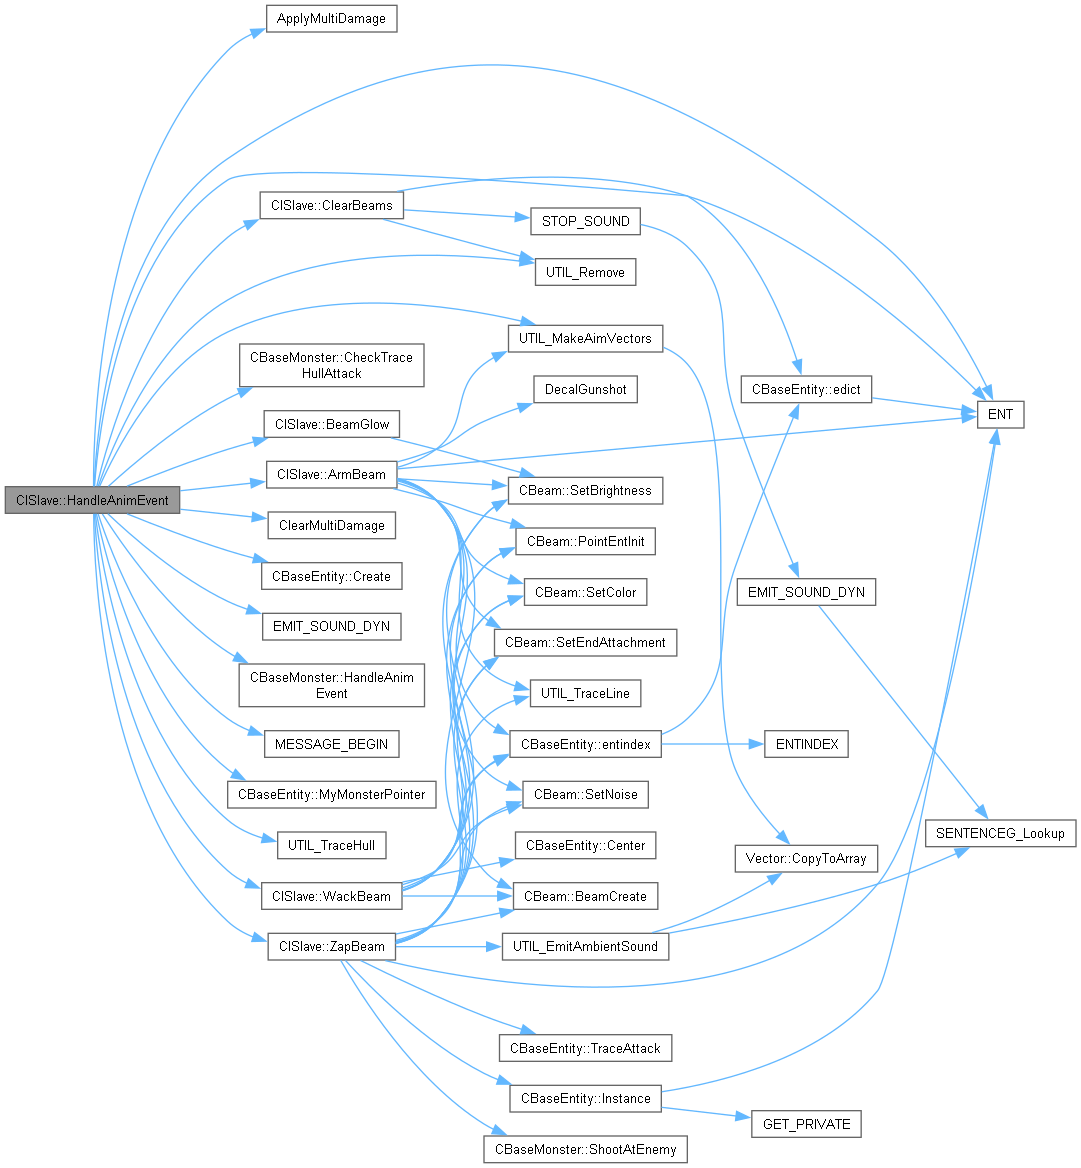 ApplyMultiDamage
CISlave::ClearBeams
STOP_SOUND
UTIL_Remove
UTIL_MakeAimVectors
CBaseMonster::CheckTrace
HullAttack
DecalGunshot
CBaseEntity::edict
ENT
CISlave::BeamGlow
CISlave::ArmBeam
CBeam::SetBrightness
CISlave::HandleAnimEvent
ClearMultiDamage
CBeam::PointEntInit
CBaseEntity::Create
CBeam::SetColor
EMIT_SOUND_DYN
EMIT_SOUND_DYN
CBeam::SetEndAttachment
CBaseMonster::HandleAnim
Event
UTIL_TraceLine
MESSAGE_BEGIN
CBaseEntity::entindex
ENTINDEX
CBaseEntity::MyMonsterPointer
CBeam::SetNoise
SENTENCEG_Lookup
UTIL_TraceHull
CBaseEntity::Center
Vector::CopyToArray
CISlave::WackBeam
CBeam::BeamCreate
CISlave::ZapBeam
UTIL_EmitAmbientSound
CBaseEntity::TraceAttack
CBaseEntity::Instance
GET_PRIVATE
CBaseMonster::ShootAtEnemy